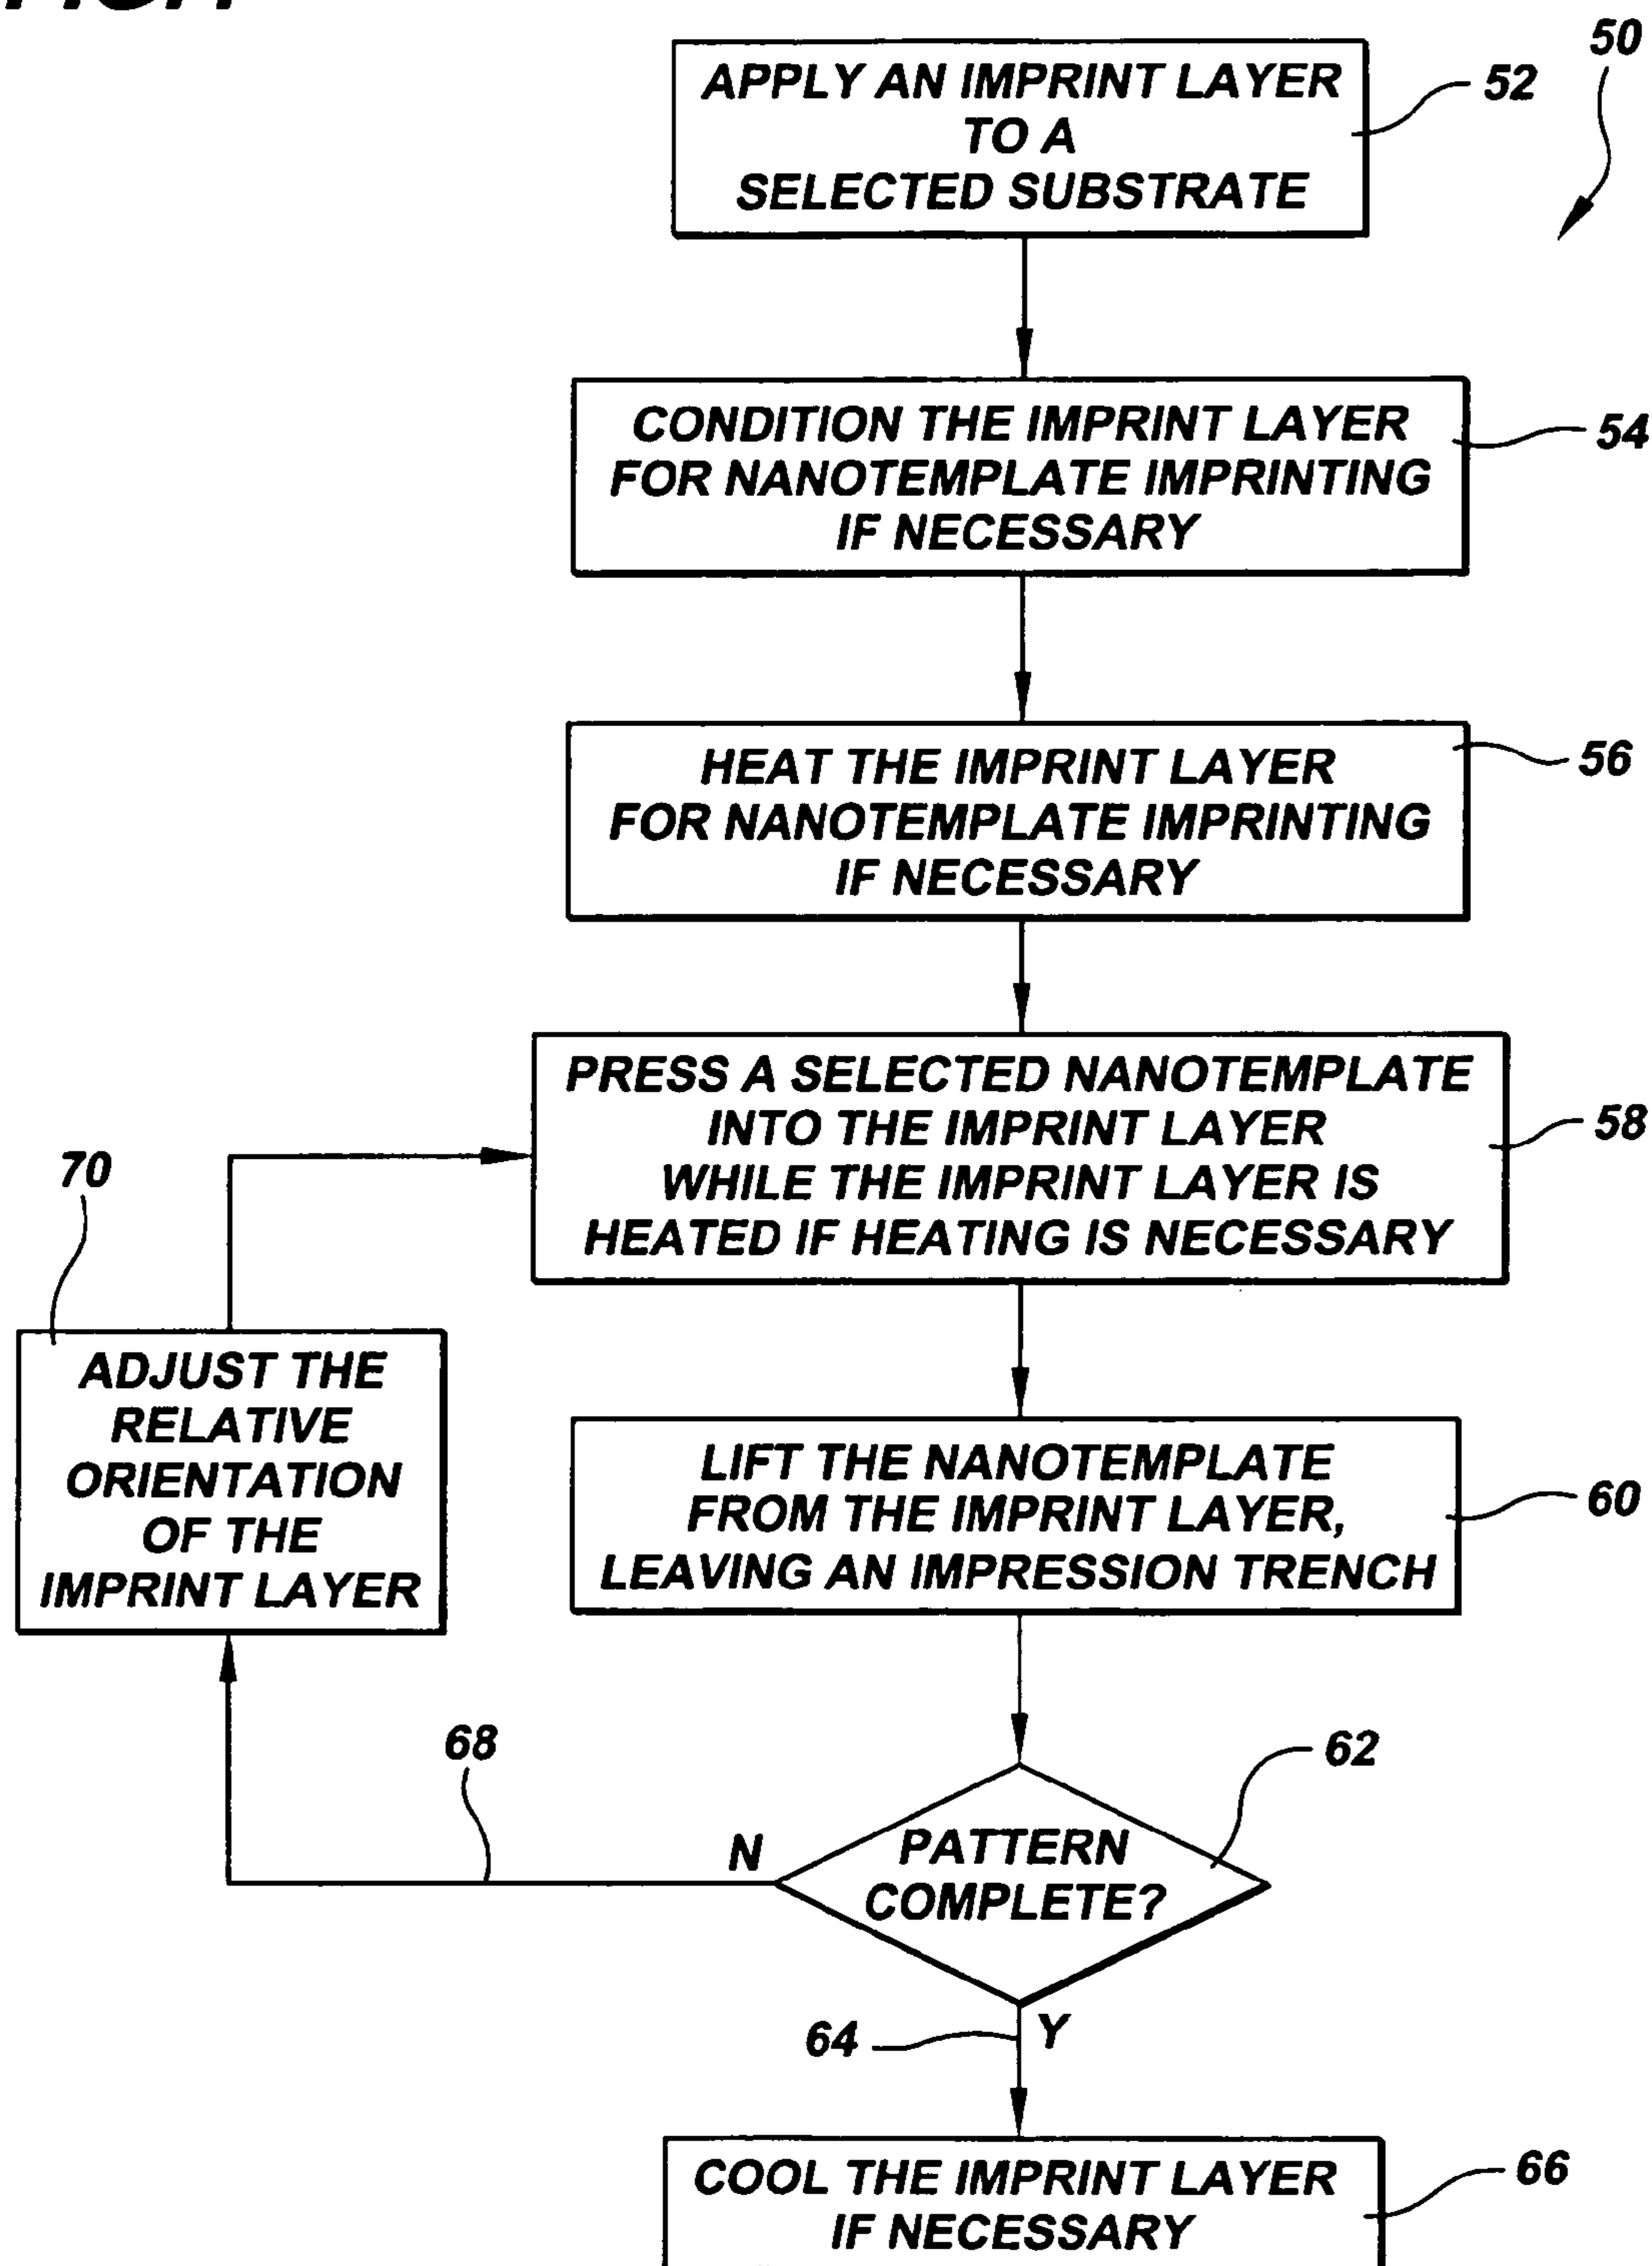 50
APPLY AN IMPRINT LAYER
TO A
SELECTED SUBSTRATE
52
CONDITION THE IMPRINT LAYER
FOR NANOTEMPLATE IMPRINTING
IF NECESSARY
54
HEAT THE IMPRINT LAYER
FOR NANOTEMPLATE IMPRINTING
IF NECESSARY
56
PRESS A SELECTED NANOTEMPLATE
INTO THE IMPRINT LAYER
WHILE THE IMPRINT LAYER IS
HEATED IF HEATING IS NECESSARY
58
70
ADJUST THE
RELATIVE
ORIENTATION
OF THE
IMPRINT LAYER
LIFT THE NANOTEMPLATE
FROM THE IMPRINT LAYER,
LEAVING AN IMPRESSION TRENCH
60
68
N
PATTERN
COMPLETE?
62
64
Y
COOL THE IMPRINT LAYER
IF NECESSARY
66